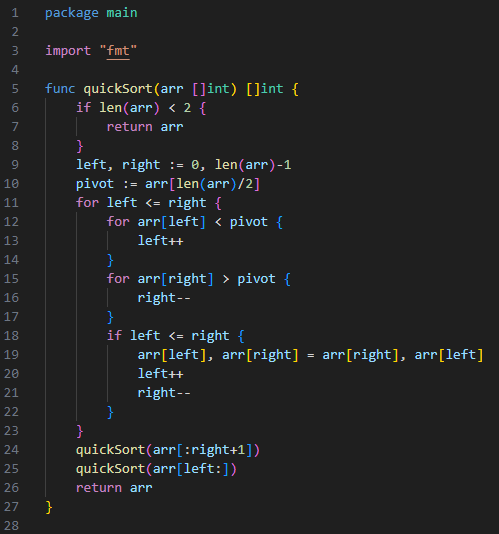 1 package main
2
3 import "fmt"
4
5 func quickSort(arr []int) []int {
6     if len(arr) < 2 {
7         return arr
8     }
9     left, right := 0, len(arr)-1
10     pivot := arr[len(arr)/2]
11     for left <= right {
12         for arr[left] < pivot {
13             left++
14         }
15         for arr[right] > pivot {
16             right--
17         }
18         if left <= right {
19             arr[left], arr[right] = arr[right], arr[left]
20             left++
21             right--
22         }
23     }
24     quickSort(arr[:right+1])
25     quickSort(arr[left:])
26     return arr
27 }
28